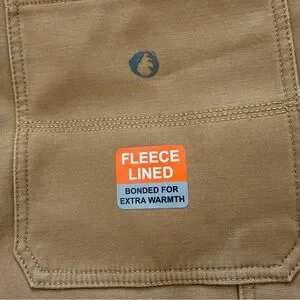 FLEECE
LINED
BONDED FOR
EXTRA WARMTH